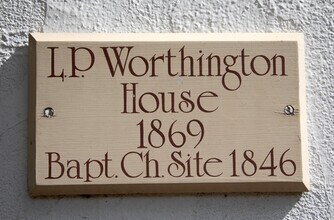 L.P. Worthington
House
1869
Bapt. Ch. Site 1846